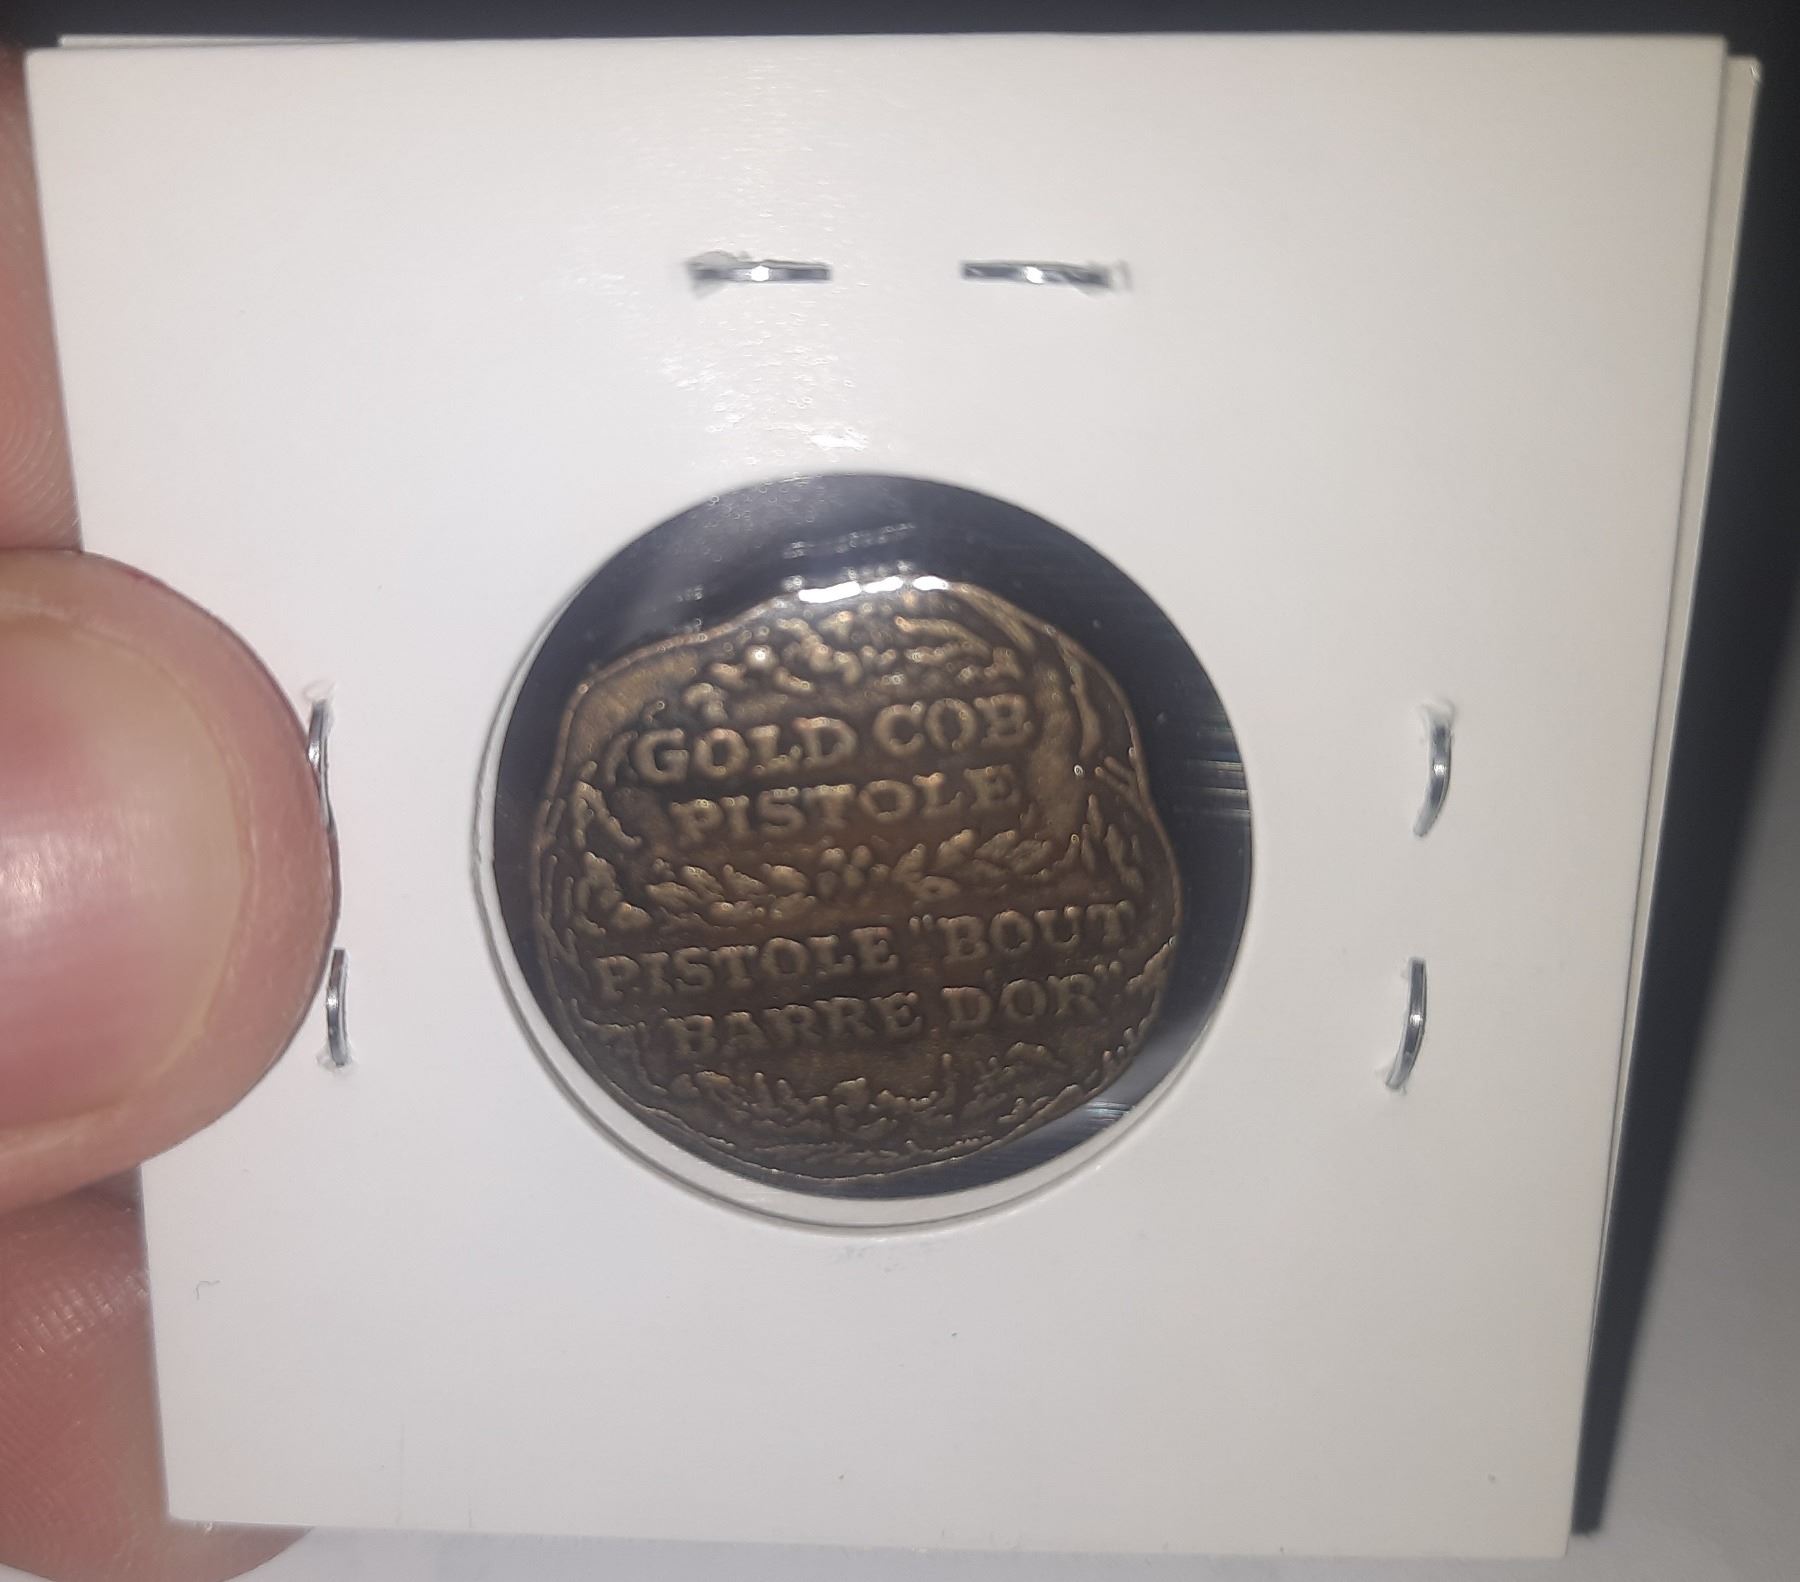 GOLD COB
PISTOLE
PISTOLE "BOUT
BARRE D'OR"